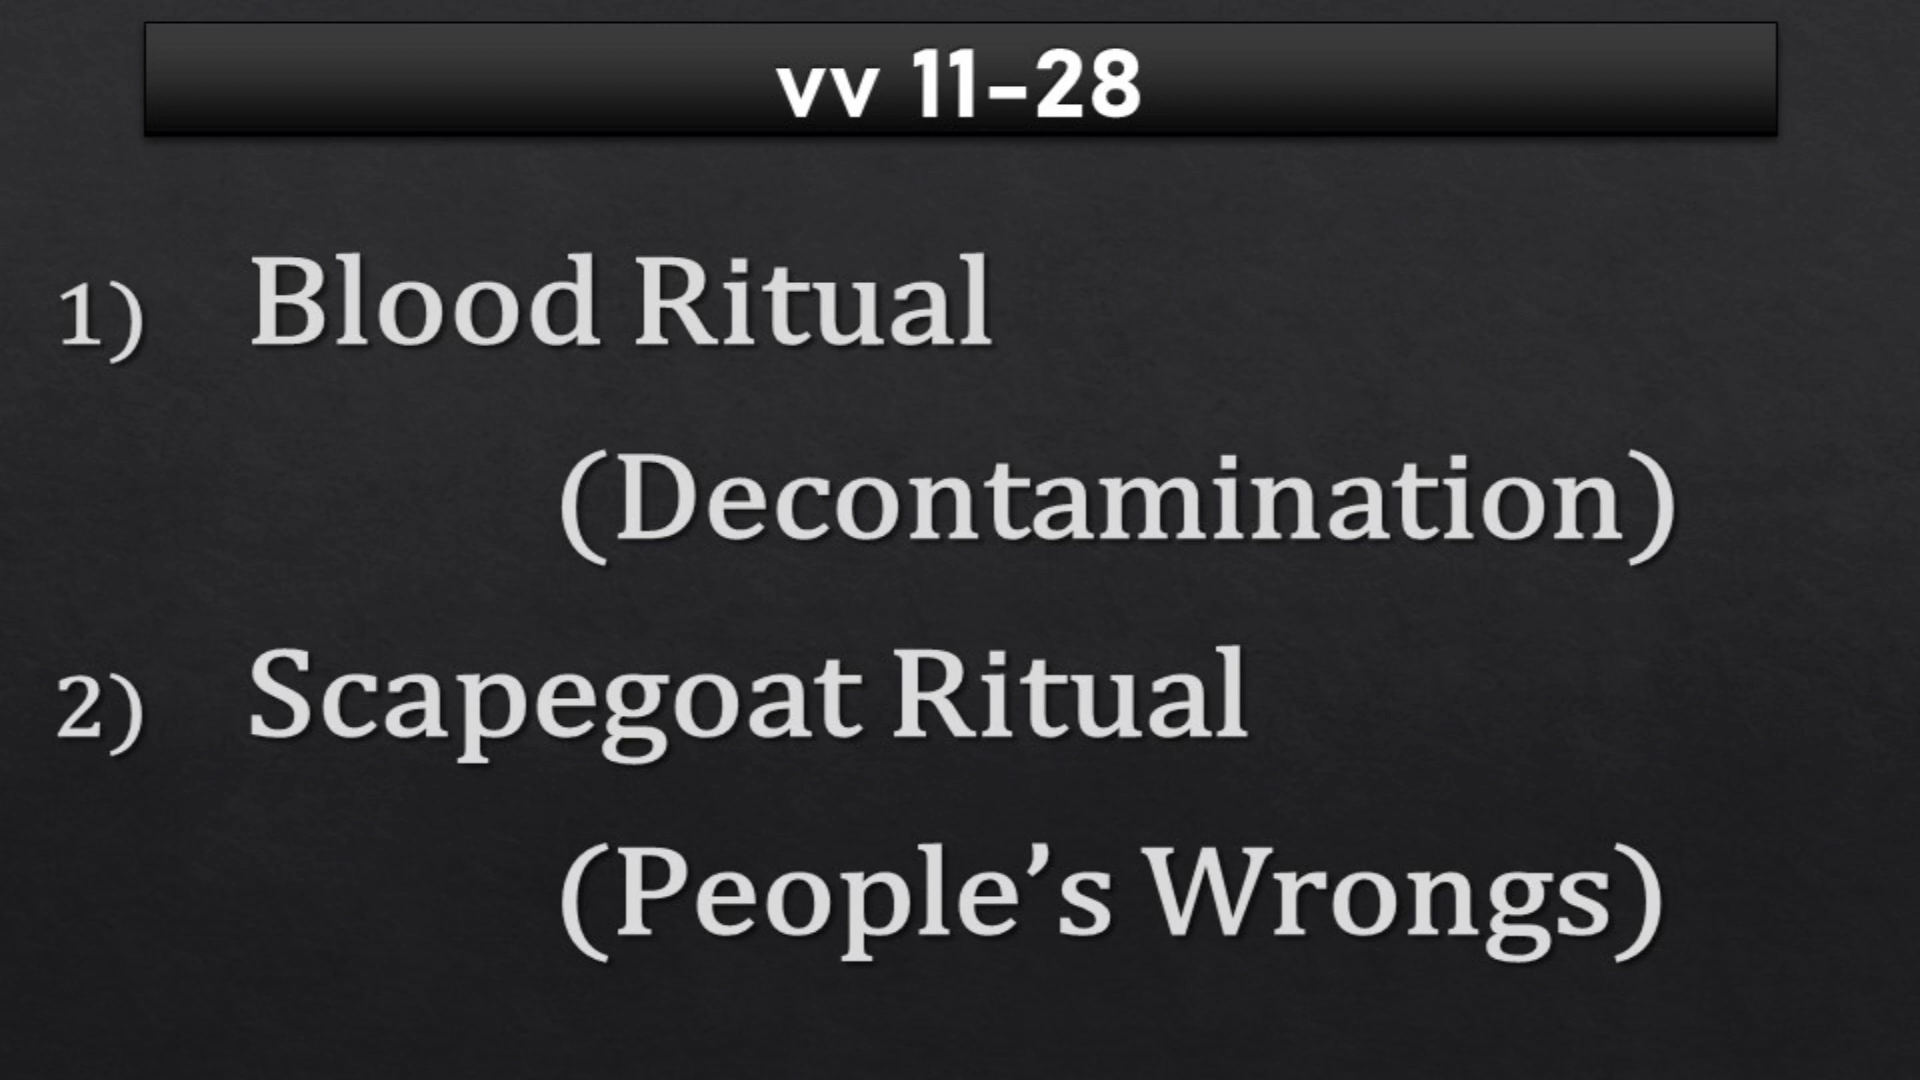 vv 11-28
1) Blood Ritual
(Decontamination)
2) Scapegoat Ritual
(People’s Wrongs)